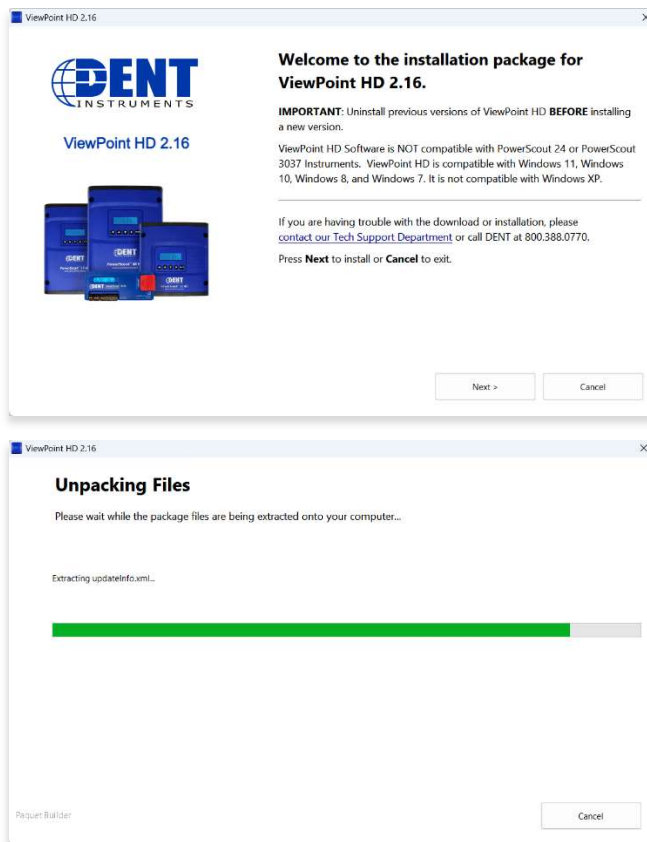 ViewPoint HD 2.16
DENT
INSTRUMENTS
ViewPoint HD 2.16
DENT
DENT
DENT
Welcome to the installation package for
ViewPoint HD 2.16.
IMPORTANT: Uninstall previous versions of ViewPoint HD BEFORE installing
a new version.
ViewPoint HD Software is NOT compatible with PowerScout 24 or PowerScout
3037 Instruments. ViewPoint HD is compatible with Windows 11, Windows
10, Windows 8, and Windows 7. It is not compatible with Windows XP.
If you are having trouble with the download or installation, please
contact our Tech Support Department or call DENT at 800.388.0770.
Press Next to install or Cancel to exit.
Next >
Cancel
ViewPoint HD 2.16
Unpacking Files
Please wait while the package files are being extracted onto your computer...
Extracting updateInfo.xml...
Paquet Builder
Cancel